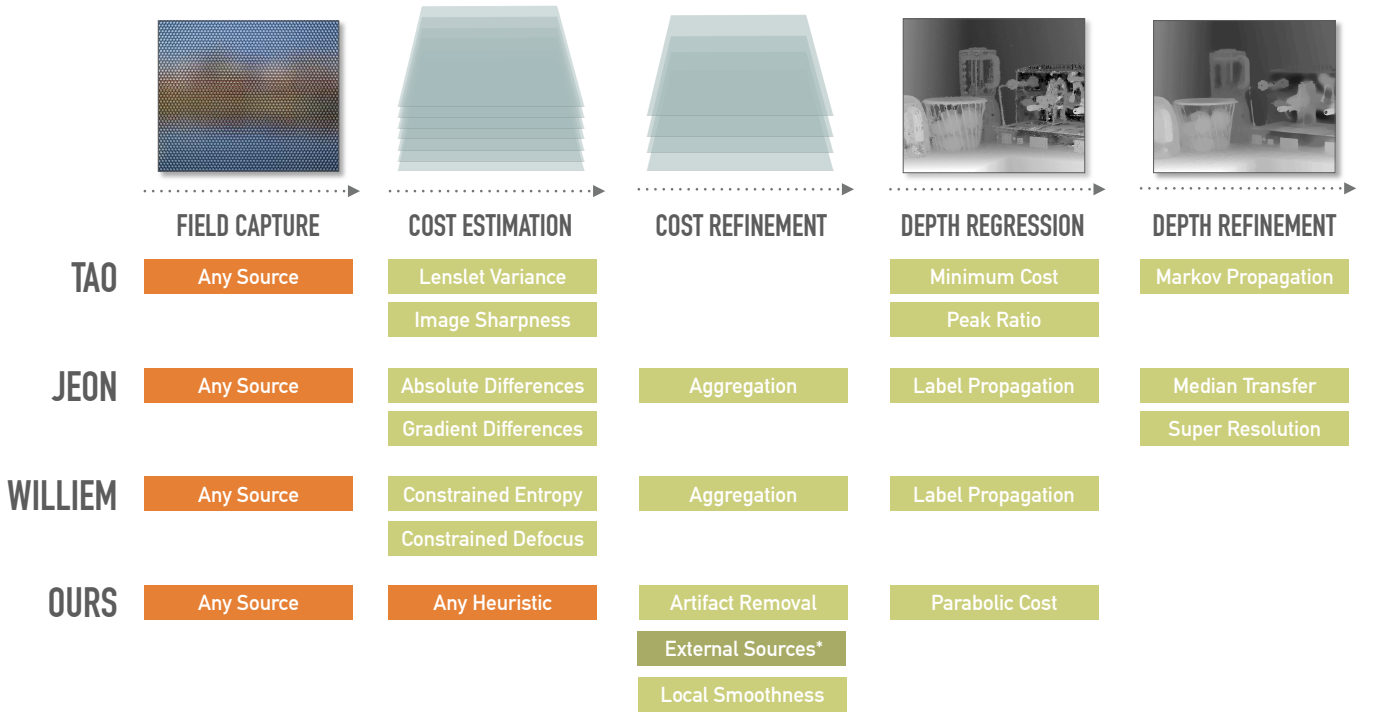 FIELD CAPTURE COST ESTIMATION COST REFINEMENT DEPTH REGRESSION DEPTH REFINEMENT
TAO Any Source Lenslet Variance Minimum Cost Markov Propagation
Image Sharpness Peak Ratio
JEON Any Source Absolute Differences Aggregation Label Propagation Median Transfer
Gradient Differences Super Resolution
WILLIEM Any Source Constrained Entropy Aggregation Label Propagation
Constrained Defocus
OURS Any Source Any Heuristic Artifact Removal Parabolic Cost
External Sources*
Local Smoothness